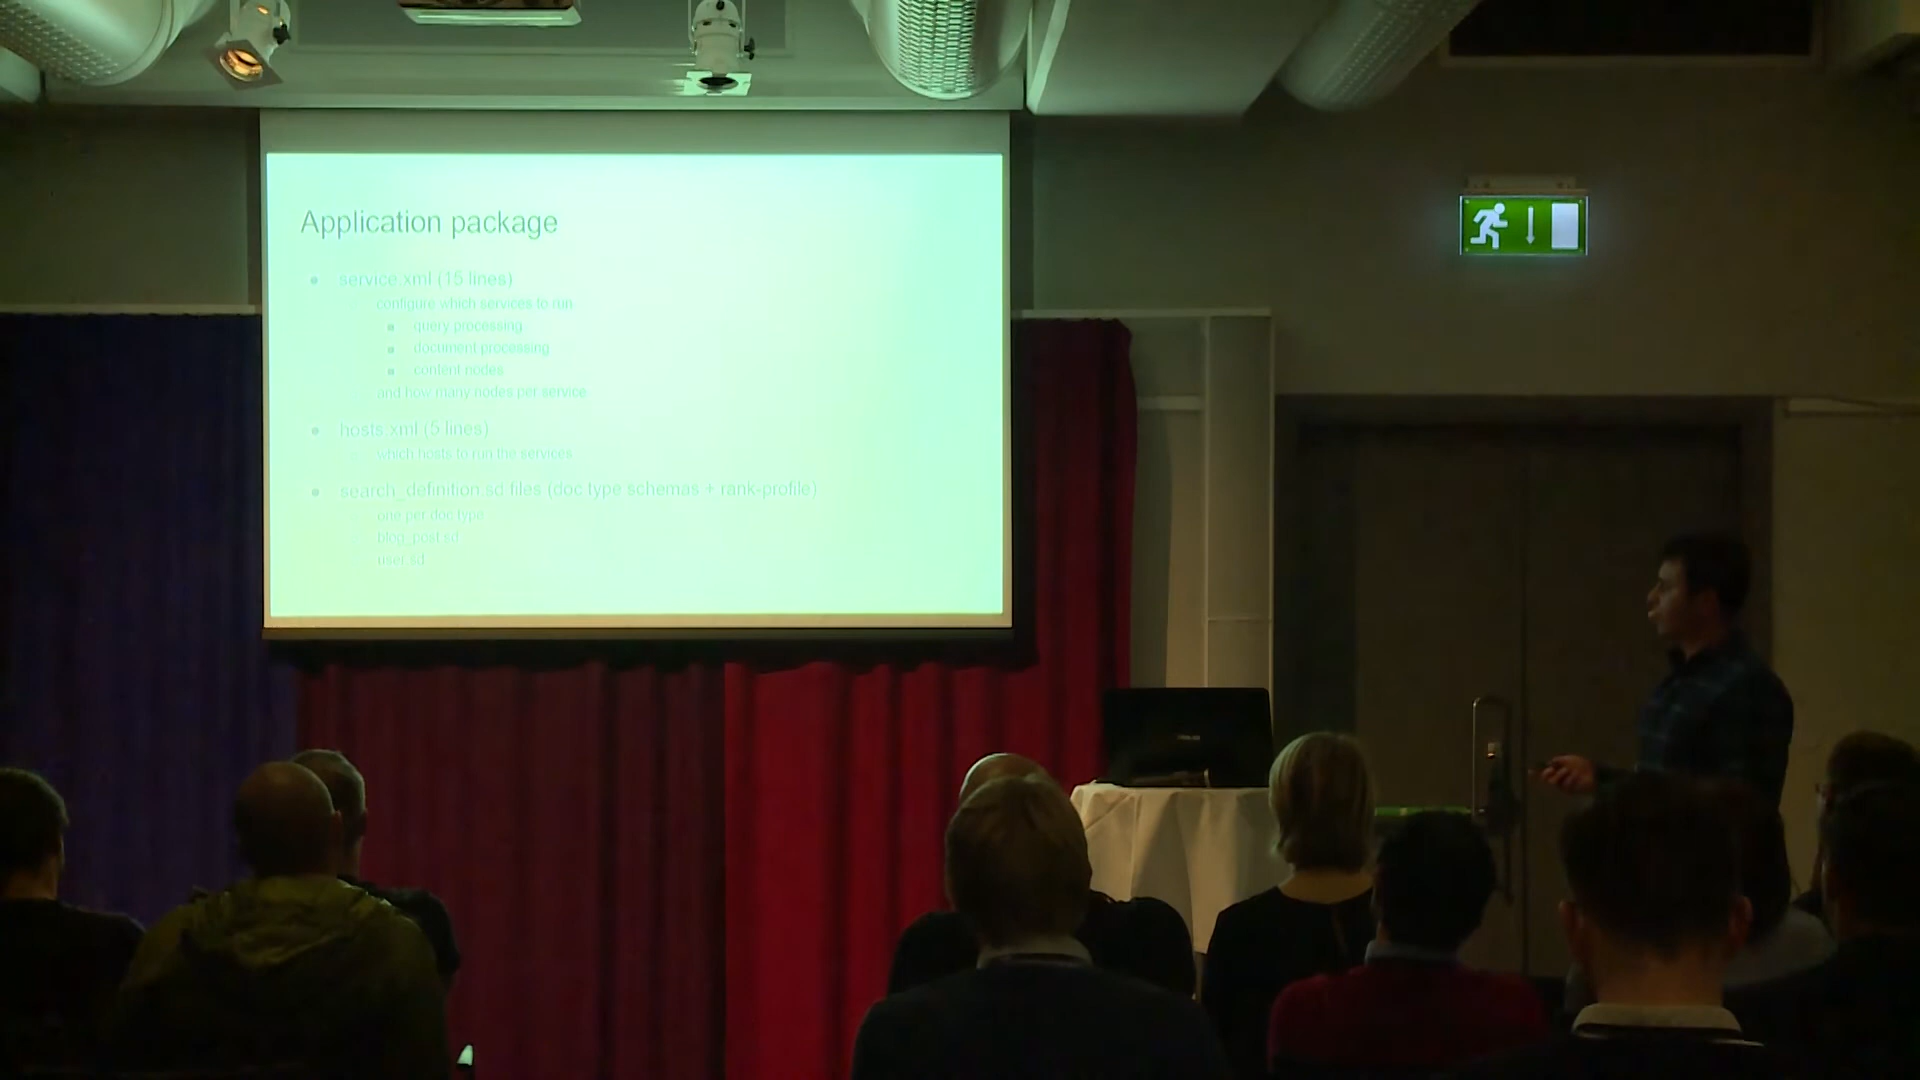 Application package
service.xml (15 lines)
configure which services to run
query processing
document processing
content nodes
and how many nodes per service
hosts.xml (5 lines)
which hosts to run the services
search_definition.sd files (doc type schemas + rank-profile)
one per doc type
blog_post.sd
user.sd